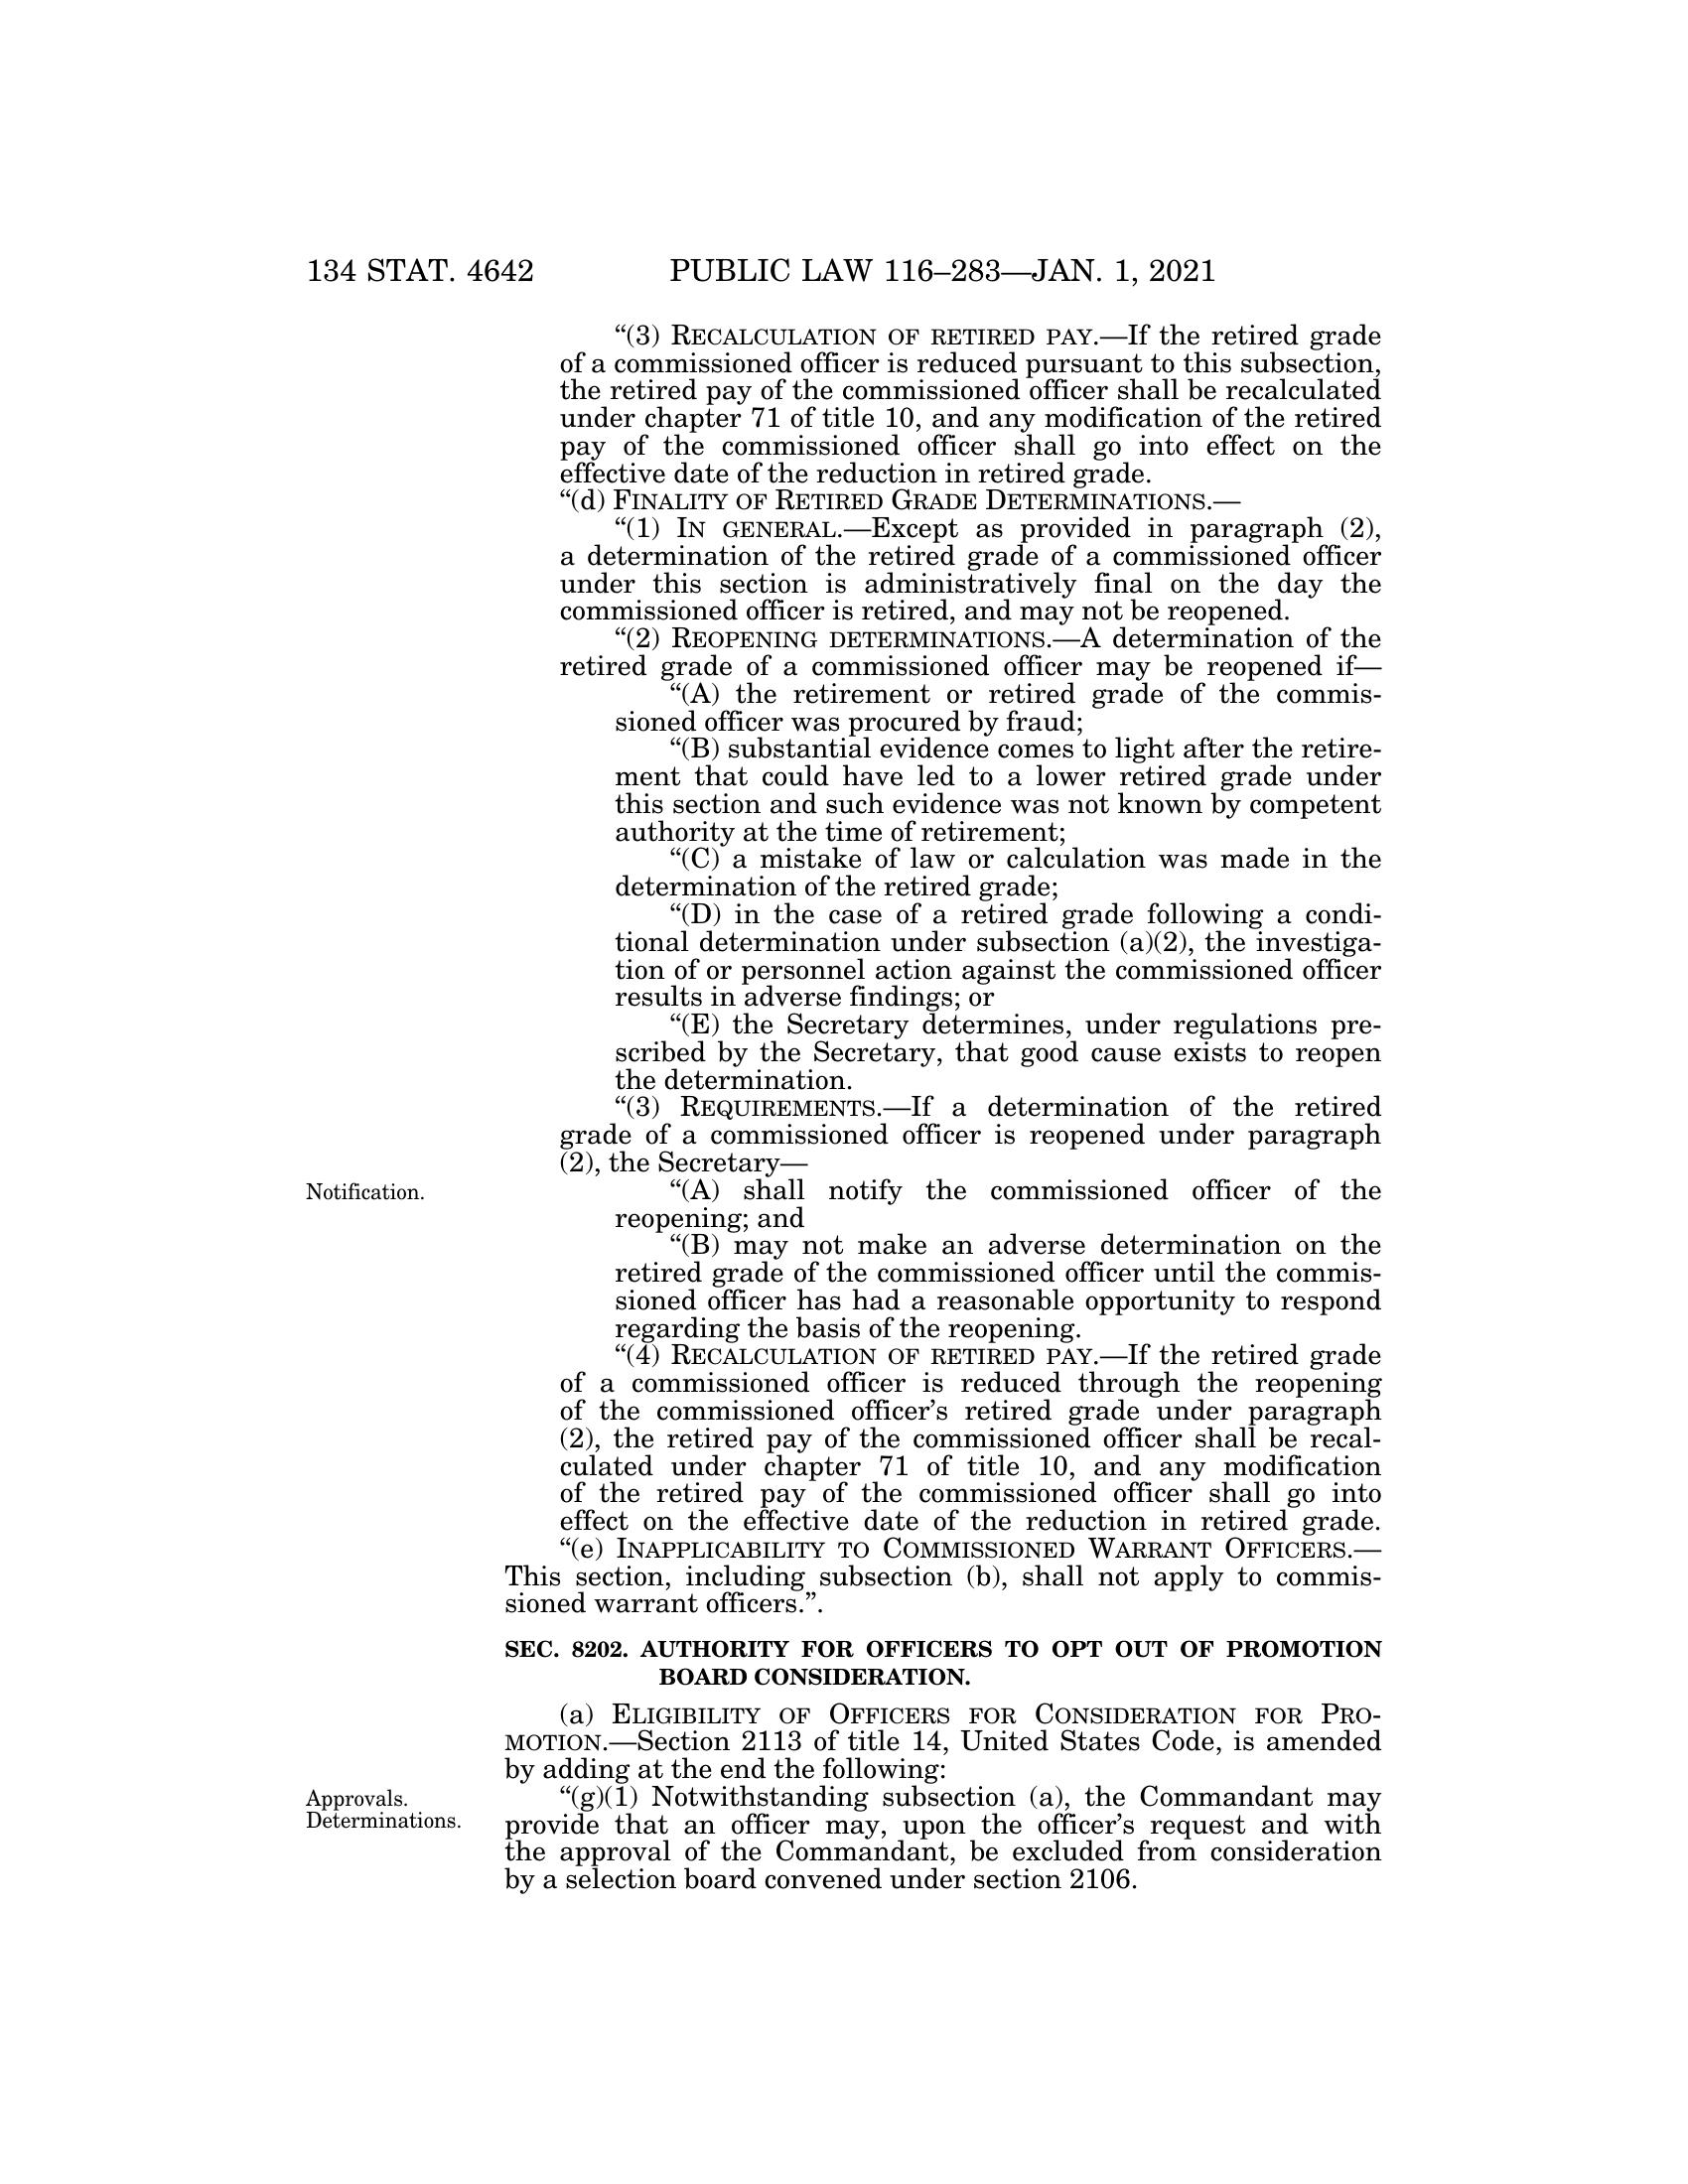 134 STAT. 4642 PUBLIC LAW 116–283—JAN. 1, 2021
“(3) RECALCULATION OF RETIRED PAY.—If the retired grade
of a commissioned officer is reduced pursuant to this subsection,
the retired pay of the commissioned officer shall be recalculated
under chapter 71 of title 10, and any modification of the retired
pay of the commissioned officer shall go into effect on the
effective date of the reduction in retired grade.
“(d) FINALITY OF RETIRED GRADE DETERMINATIONS.—
“(1) IN GENERAL.—Except as provided in paragraph (2),
a determination of the retired grade of a commissioned officer
under this section is administratively final on the day the
commissioned officer is retired, and may not be reopened.
“(2) REOPENING DETERMINATIONS.—A determination of the
retired grade of a commissioned officer may be reopened if—
“(A) the retirement or retired grade of the commis-
sioned officer was procured by fraud;
“(B) substantial evidence comes to light after the retire-
ment that could have led to a lower retired grade under
this section and such evidence was not known by competent
authority at the time of retirement;
“(C) a mistake of law or calculation was made in the
determination of the retired grade;
“(D) in the case of a retired grade following a condi-
tional determination under subsection (a)(2), the investiga-
tion of or personnel action against the commissioned officer
results in adverse findings; or
“(E) the Secretary determines, under regulations pre-
scribed by the Secretary, that good cause exists to reopen
the determination.
“(3) REQUIREMENTS.—If a determination of the retired
grade of a commissioned officer is reopened under paragraph
(2), the Secretary—
Notification.
“(A) shall notify the commissioned officer of the
reopening; and
“(B) may not make an adverse determination on the
retired grade of the commissioned officer until the commis-
sioned officer has had a reasonable opportunity to respond
regarding the basis of the reopening.
“(4) RECALCULATION OF RETIRED PAY.—If the retired grade
of a commissioned officer is reduced through the reopening
of the commissioned officer’s retired grade under paragraph
(2), the retired pay of the commissioned officer shall be recal-
culated under chapter 71 of title 10, and any modification
of the retired pay of the commissioned officer shall go into
effect on the effective date of the reduction in retired grade.
“(e) INAPPLICABILITY TO COMMISSIONED WARRANT OFFICERS.—
This section, including subsection (b), shall not apply to commis-
sioned warrant officers.”.
SEC. 8202. AUTHORITY FOR OFFICERS TO OPT OUT OF PROMOTION
BOARD CONSIDERATION.
(a) ELIGIBILITY OF OFFICERS FOR CONSIDERATION FOR PRO-
MOTION.—Section 2113 of title 14, United States Code, is amended
by adding at the end the following:
Approvals.
Determinations.
“(g)(1) Notwithstanding subsection (a), the Commandant may
provide that an officer may, upon the officer’s request and with
the approval of the Commandant, be excluded from consideration
by a selection board convened under section 2106.